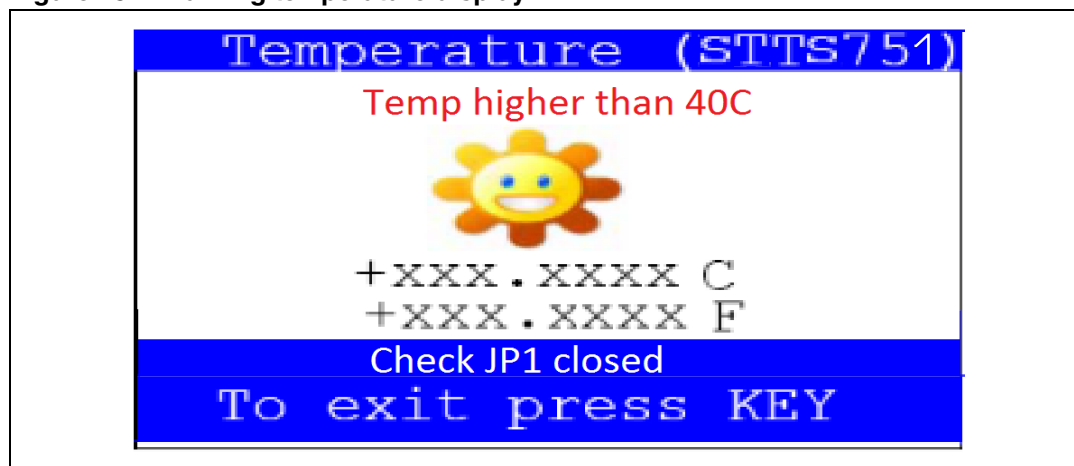 Temperature (STTS751)
Temp higher than 40C
+xxx.xxxx C
+xxx.xxxx F
Check JP1 closed
To exit press KEY